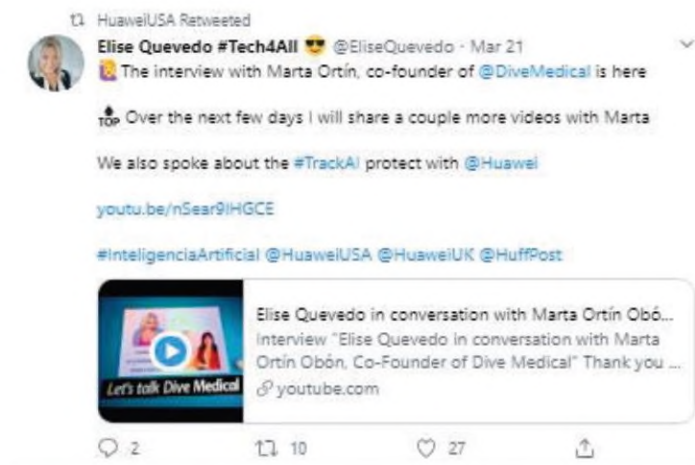 HuaweiUSA Retweeted
Elise Quevedo #Tech4All 😎 @EliseQuevedo · Mar 21
The interview with Marta Ortín, co-founder of @DiveMedical is here
🔝 Over the next few days I will share a couple more videos with Marta
We also spoke about the #TrackAI protect with @Huawei
youtu.be/nSear9IHGCE
#InteligenciaArtificial @HuaweiUSA @HuaweiUK @HuffPost
Elise Quevedo in conversation with Marta Ortín Obó...
Interview "Elise Quevedo in conversation with Marta
Ortín Obón, Co-Founder of Dive Medical" Thank you ...
youtube.com
Let's talk Dive Medical
2 10 27